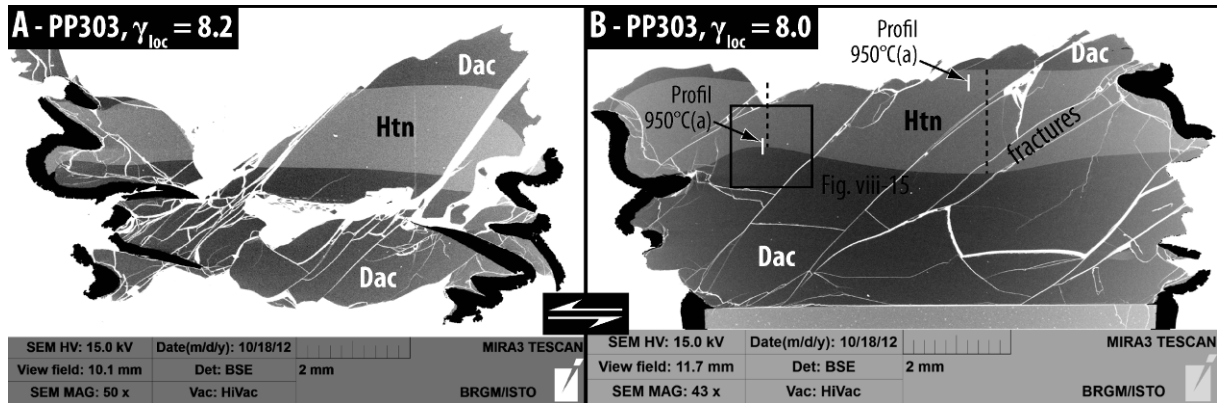 A - PP303, γloc = 8.2
Dac
Htn
Dac
SEM HV: 15.0 kV
Date(m/d/y): 10/18/12
MIRA3 TESCAN
View field: 10.1 mm
Det: BSE
2 mm
SEM MAG: 50 x
Vac: HiVac
BRGM/ISTO
B - PP303, γloc = 8.0
Profil
950°C(a)
Dac
Profil
950°C(a)
Htn
fractures
Fig. viii-15
Dac
SEM HV: 15.0 kV
Date(m/d/y): 10/18/12
MIRA3 TESCAN
View field: 11.7 mm
Det: BSE
2 mm
SEM MAG: 43 x
Vac: HiVac
BRGM/ISTO